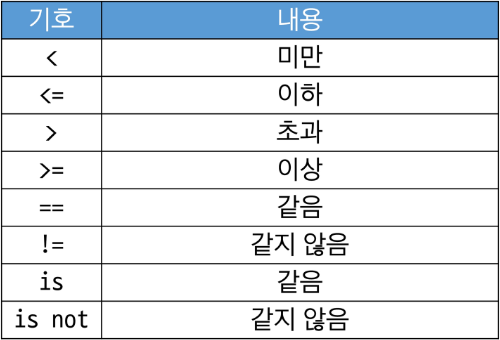 기호 내용
< 미만
<= 이하
> 초과
>= 이상
== 같음
!= 같지 않음
is 같음
is not 같지 않음